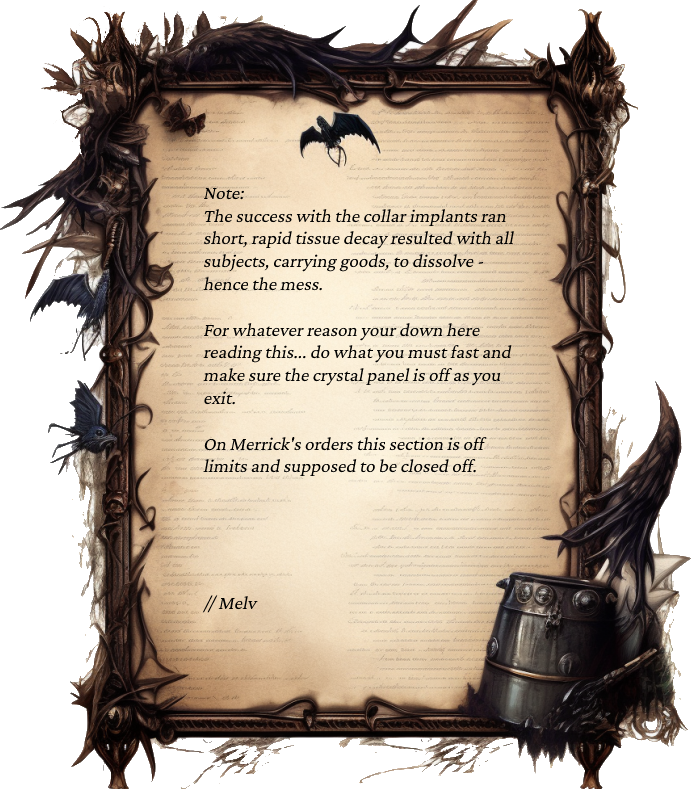 Note:
The success with the collar implants ran
short, rapid tissue decay resulted with all
subjects, carrying goods, to dissolve -
hence the mess.
For whatever reason your down here
reading this... do what you must fast and
make sure the crystal panel is off as you
exit.
On Merrick's orders this section is off
limits and supposed to be closed off.
// Melv